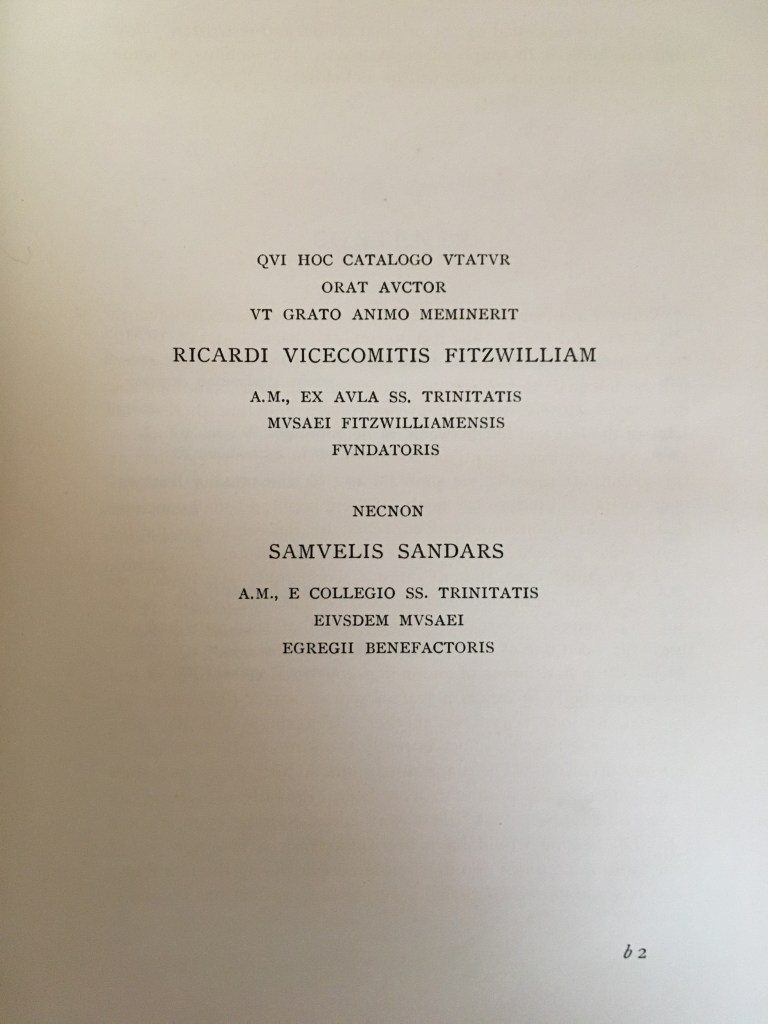 QVI HOC CATALOGO VTATVR
ORAT AVCTOR
VT GRATO ANIMO MEMINERIT
RICARDI VICECOMITIS FITZWILLIAM
A.M., EX AVLA SS. TRINITATIS
MVSAEI FITZWILLIAMENSIS
FVNDATORIS
NECNON
SAMVELIS SANDARS
A.M., E COLLEGIO SS. TRINITATIS
EIVSDEM MVSAEI
EGREGII BENEFACTORIS
b 2